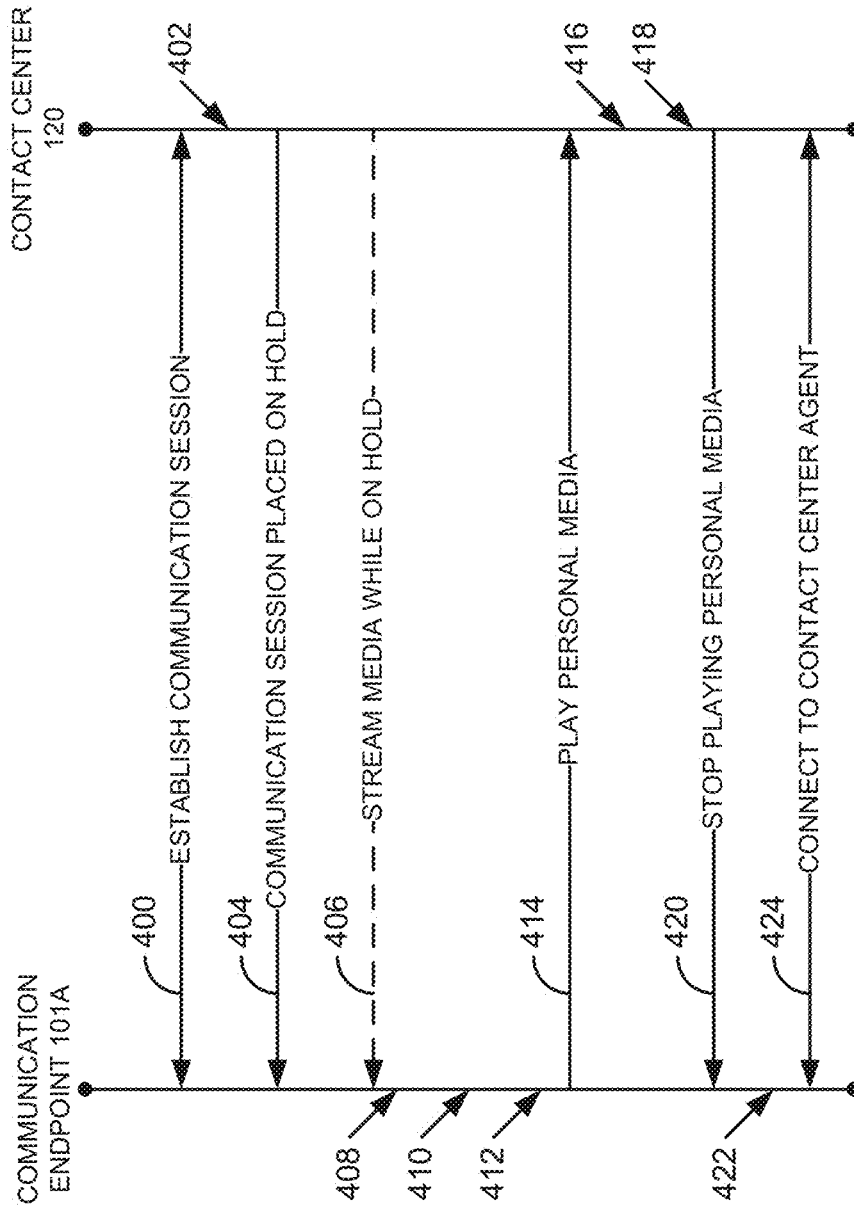 COMMUNICATION
ENDPOINT 101A
CONTACT CENTER
120
400
ESTABLISH COMMUNICATION SESSION
402
404
COMMUNICATION SESSION PLACED ON HOLD
406
STREAM MEDIA WHILE ON HOLD
408
410
412
414
PLAY PERSONAL MEDIA
416
418
420
STOP PLAYING PERSONAL MEDIA
422
424
CONNECT TO CONTACT CENTER AGENT